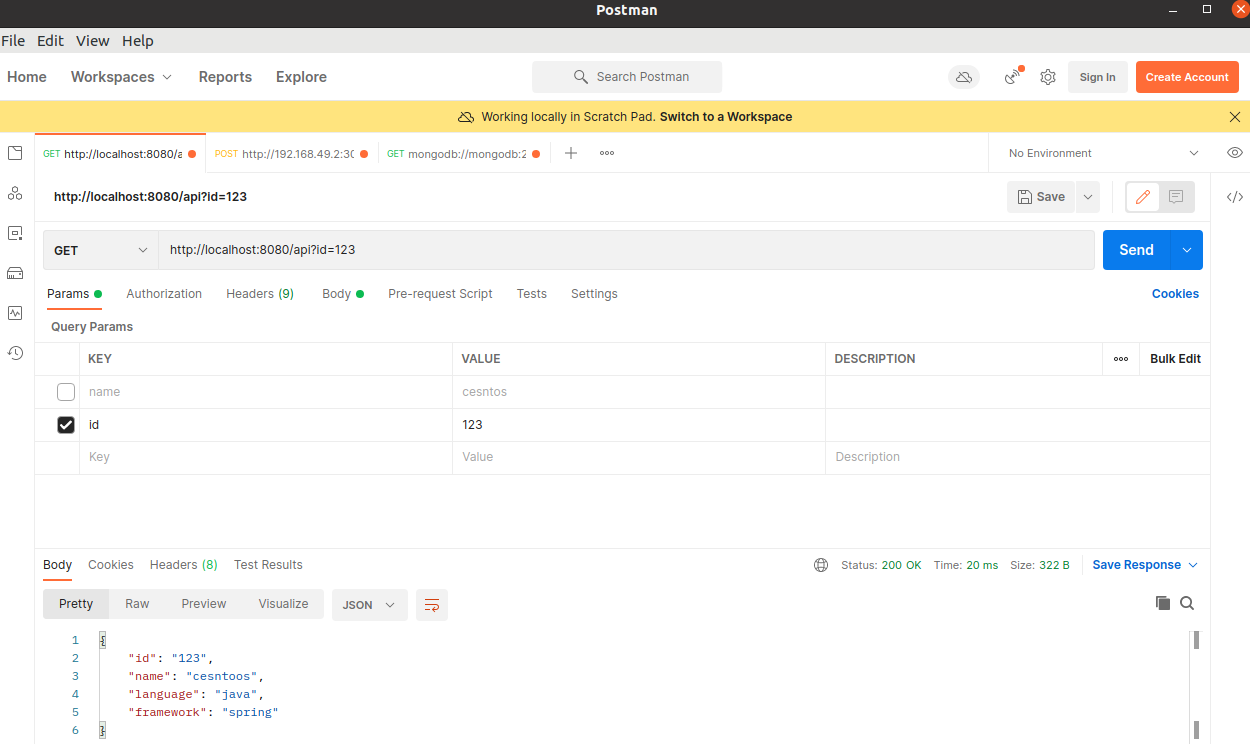 Postman
File Edit View Help
Home Workspaces Reports Explore Search Postman Sign In Create Account
Working locally in Scratch Pad. Switch to a Workspace
GET http://localhost:8080/a POST http://192.168.49.2:30 GET mongodb://mongodb:2 No Environment
http://localhost:8080/api?id=123 Save
GET http://localhost:8080/api?id=123 Send
Params Authorization Headers (9) Body Pre-request Script Tests Settings Cookies
Query Params
KEY VALUE DESCRIPTION Bulk Edit
name cesntos
id 123
Key Value Description
Body Cookies Headers (8) Test Results Status: 200 OK Time: 20 ms Size: 322 B Save Response
Pretty Raw Preview Visualize JSON
1 {
2 "id": "123",
3 "name": "cesntoos",
4 "language": "java",
5 "framework": "spring"
6 }